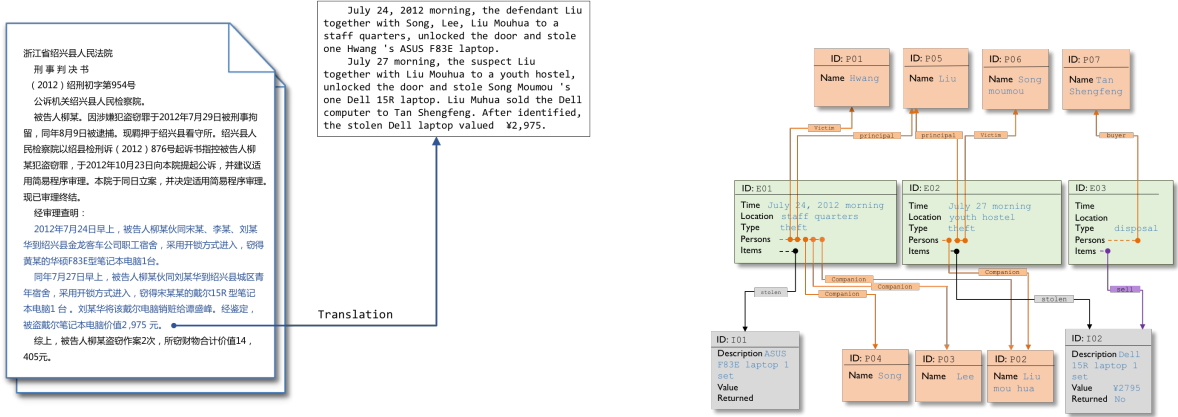 浙江省绍兴县人民法院
刑 事 判 决 书
(2012) 绍刑初字第954号
公诉机关绍兴县人民检察院。
被告人柳某。因涉嫌犯盗窃罪于2012年7月29日被刑事拘
留,同年8月9日被逮捕。现羁押于绍兴县看守所。绍兴县人
民检察院以绍县检刑诉(2012)876号起诉书指控被告人柳
某犯盗窃罪,于2012年10月23日向本院提起公诉,并建议适
用简易程序审理。本院于同日立案,并决定适用简易程序审理。
现已审理终结。
经审理查明:
2012年7月24日早上,被告人柳某伙同宋某、李某、刘某
华到绍兴县金龙客车公司职工宿舍,采用开锁方式进入,窃得
黄某的华硕F83E型笔记本电脑1台。
同年7月27日早上,被告人柳某伙同刘某华到绍兴县城区青
年宿舍,采用开锁方式进入,窃得宋某某的戴尔15R 型笔记
本电脑1 台 。刘某华将该戴尔电脑销赃给谭盛峰。经鉴定,
被盗戴尔笔记本电脑价值2,975 元。
综上,被告人柳某盗窃作案2次,所窃财物合计价值14,
405元。
July 24, 2012 morning, the defendant Liu
together with Song, Lee, Liu Mouhua to a
staff quarters, unlocked the door and stole
one Hwang 's ASUS F83E laptop.
July 27 morning, the suspect Liu
together with Liu Mouhua to a youth hostel,
unlocked the door and stole Song Moumou 's
one Dell 15R laptop. Liu Muhua sold the Dell
computer to Tan Shengfeng. After identified,
the stolen Dell laptop valued ¥2,975.
Translation
ID: P01
Name Hwang
ID: P05
Name Liu
ID: P06
Name Song
moumou
ID: P07
Name Tan
Shengfeng
Victim
principal
principal
Victim
buyer
ID: E01
Time July 24, 2012 morning
Location staff quarters
Type theft
Persons
Items
ID: E02
Time July 27 morning
Location youth hostel
Type theft
Persons
Items
ID: E03
Time
Location
Type disposal
Persons
Items
stolen
Companion
Companion
Companion
Companion
stolen
sell
ID: I01
Description ASUS
F83E laptop 1
set
Value
Returned
ID: P04
Name Song
ID: P03
Name Lee
ID: P02
Name Liu
mou hua
ID: I02
Description Dell
15R laptop 1
set
Value ¥2795
Returned No